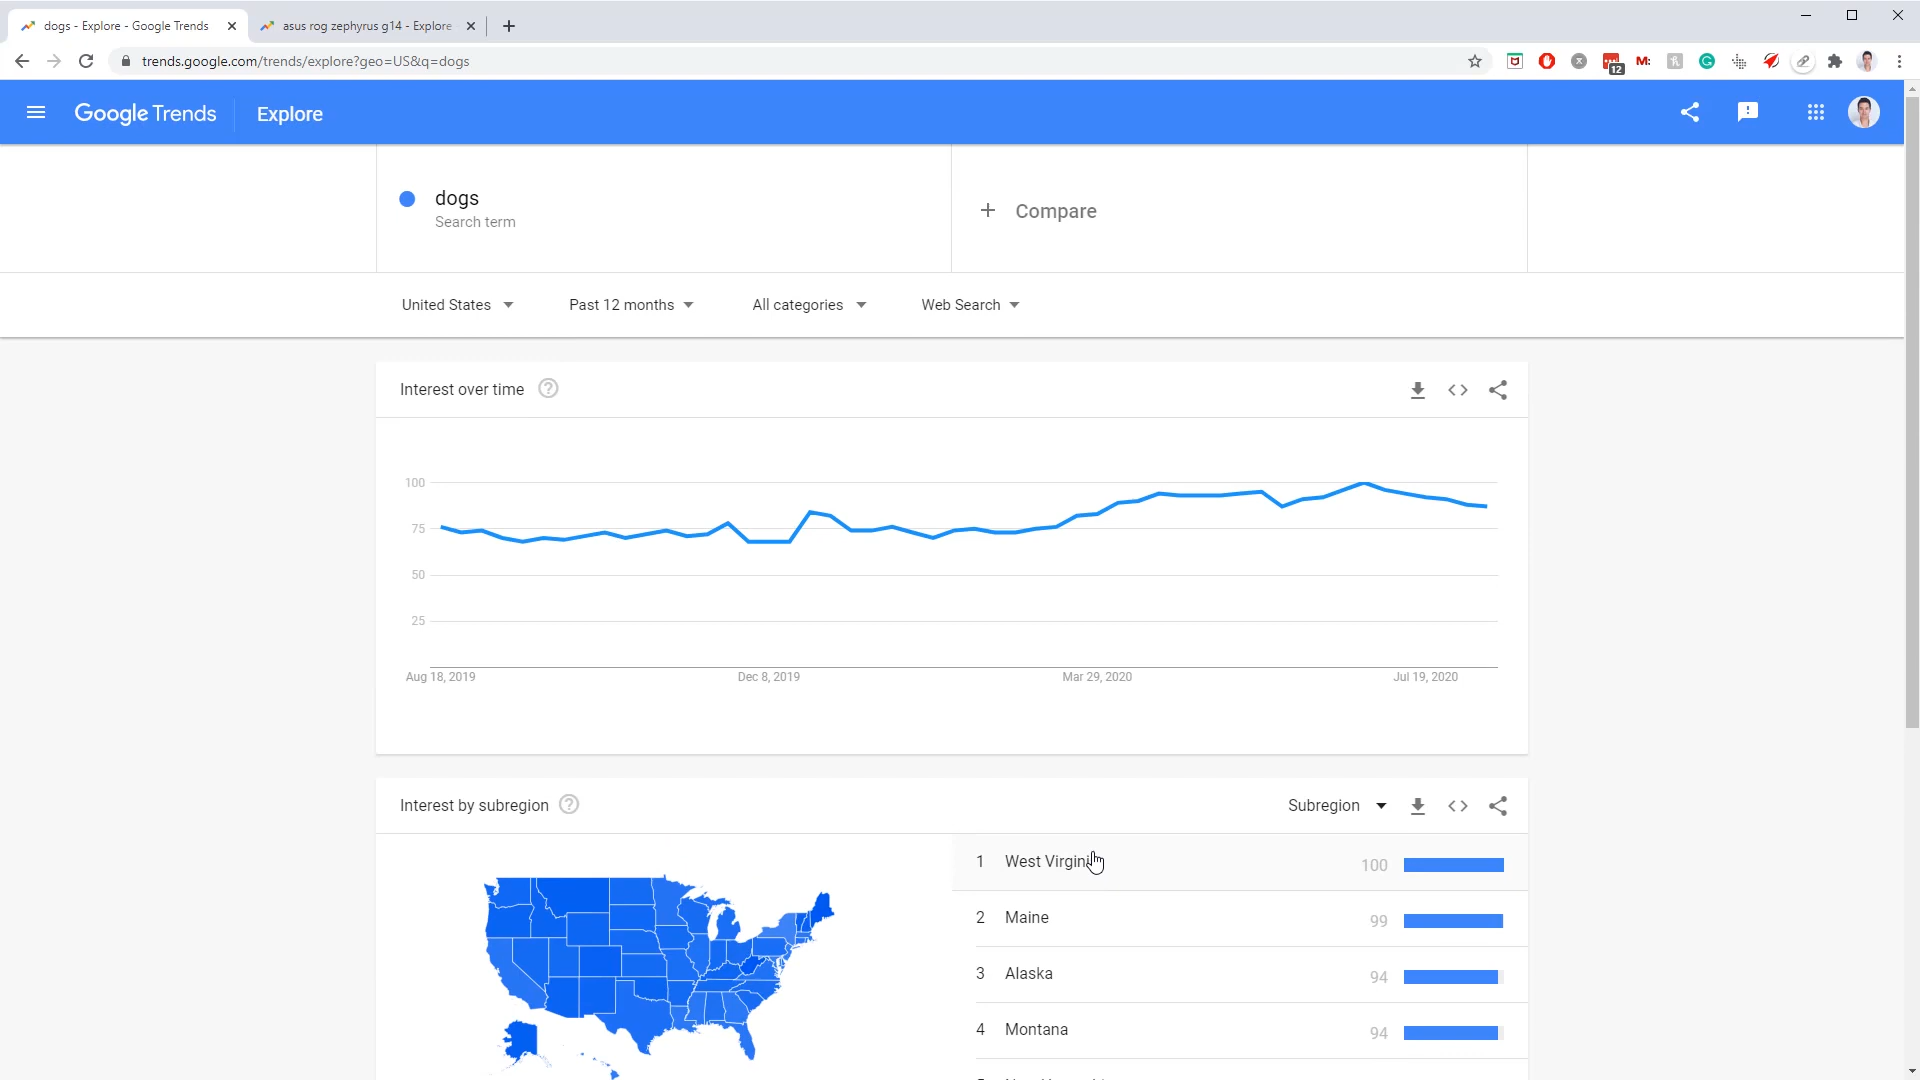 dogs - Explore - Google Trends
asus rog zephyrus g14 - Explore
trends.google.com/trends/explore?geo=US&q=dogs
12
M:
Google Trends
Explore
dogs
Search term
+ Compare
United States
Past 12 months
All categories
Web Search
Interest over time
100
75
50
25
Aug 18, 2019
Dec 8, 2019
Mar 29, 2020
Jul 19, 2020
Interest by subregion
Subregion
1 West Virgini
100
2 Maine
99
3 Alaska
94
4 Montana
94